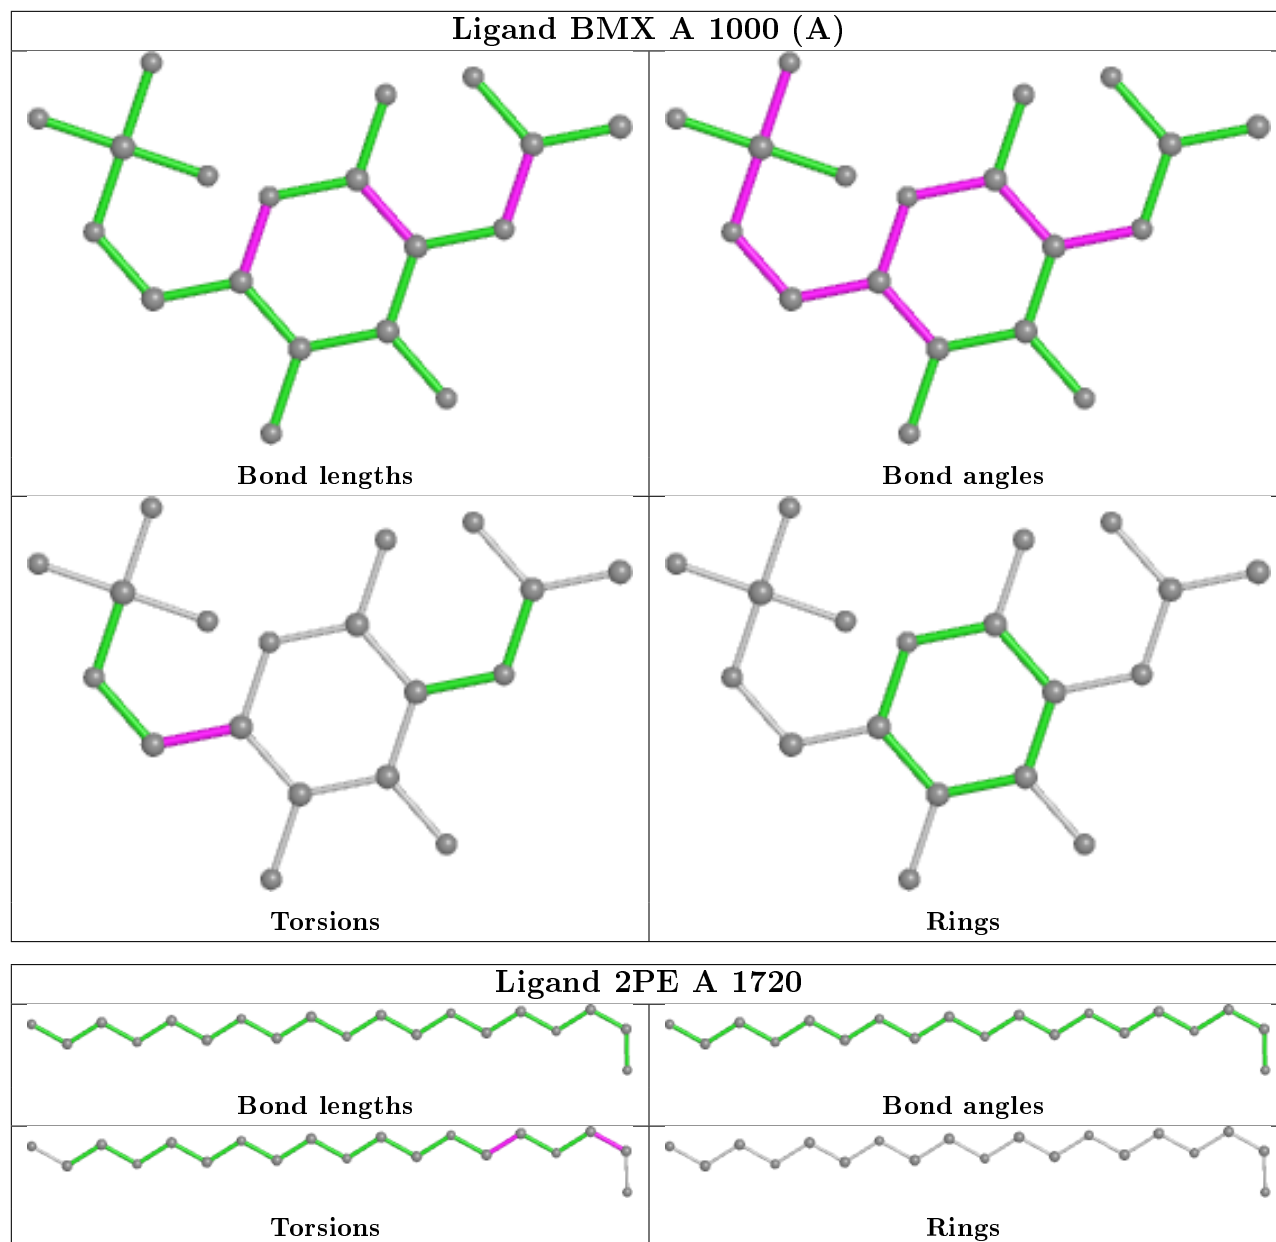 Ligand BMX A 1000 (A)
Bond lengths
Bond angles
Torsions
Rings
Ligand 2PE A 1720
Bond lengths
Bond angles
Torsions
Rings